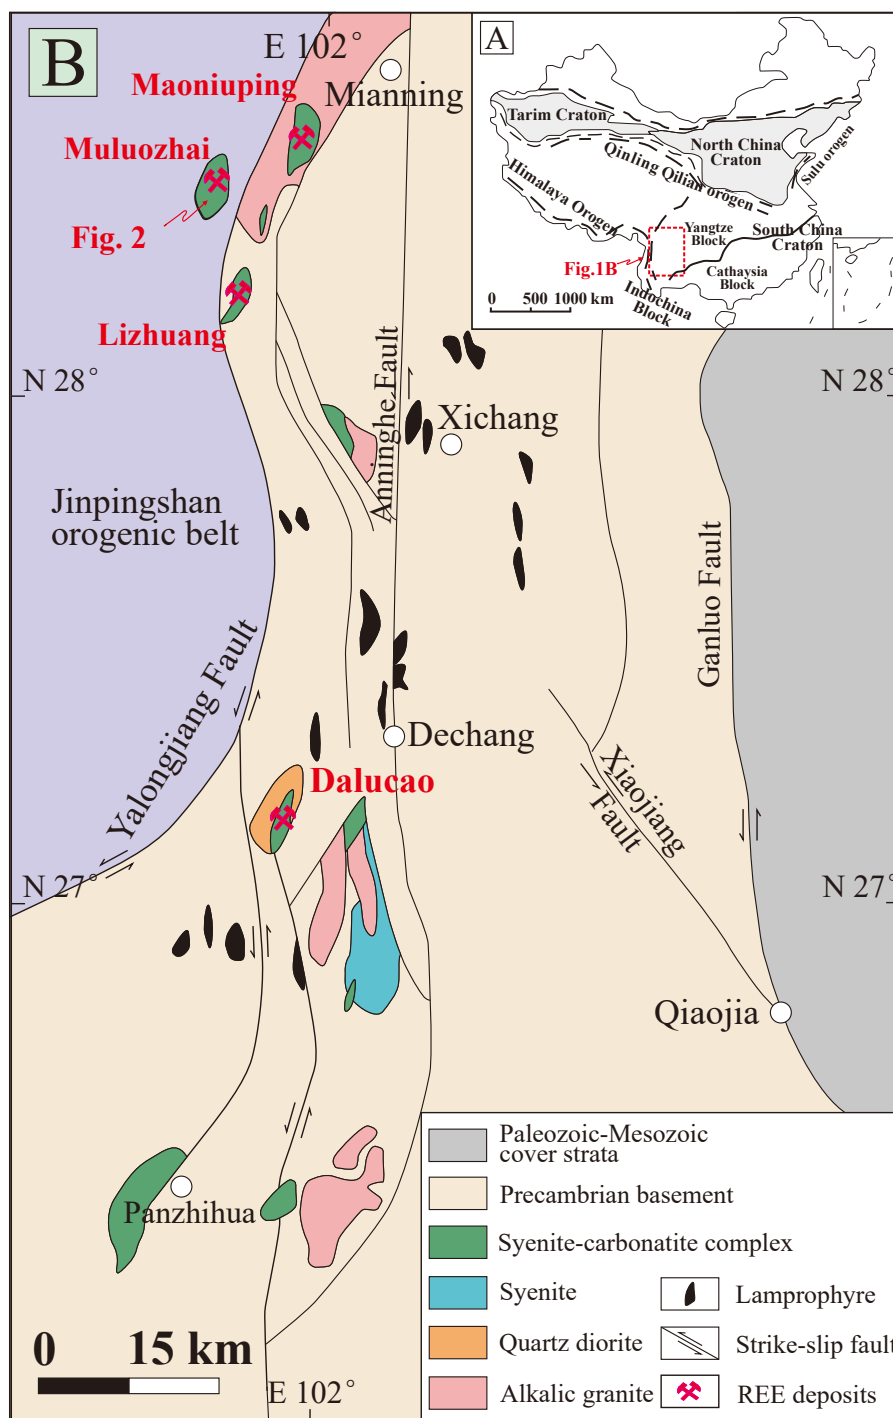 B
E 102°
Maoniuping
Mianning
Muluozhai
Fig. 2
Lizhuang
A
Tarim Craton
North China
Craton
Sulu orogen
Qinling Qilian orogen
Himalaya Orogen
Yangtze
Block
South China
Craton
Fig.1B
Cathaysia
Block
Indochina
Block
0 500 1000 km
N 28°
N 28°
Anninghe Fault
Xichang
Jinpingshan
orogenic belt
Ganluo Fault
Yalongjiang Fault
Dechang
Dalucao
Xiaojiang
Fault
N 27°
N 27°
Qiaojia
Panzhihua
0 15 km
E 102°
Paleozoic-Mesozoic
cover strata
Precambrian basement
Syenite-carbonatite complex
Syenite
Lamprophyre
Quartz diorite
Strike-slip fault
Alkalic granite
REE deposits